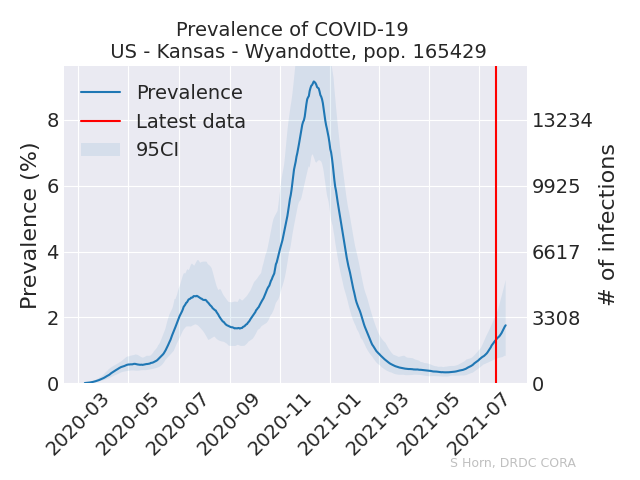 Prevalence of COVID-19
US - Kansas - Wyandotte, pop. 165429
Prevalence
Latest data
95CI
Prevalence (%)
8
6
4
2
0
13234
9925
6617
3308
0
# of infections
2020-03
2020-05
2020-07
2020-09
2020-11
2021-01
2021-03
2021-05
2021-07
S Horn, DRDC CORA